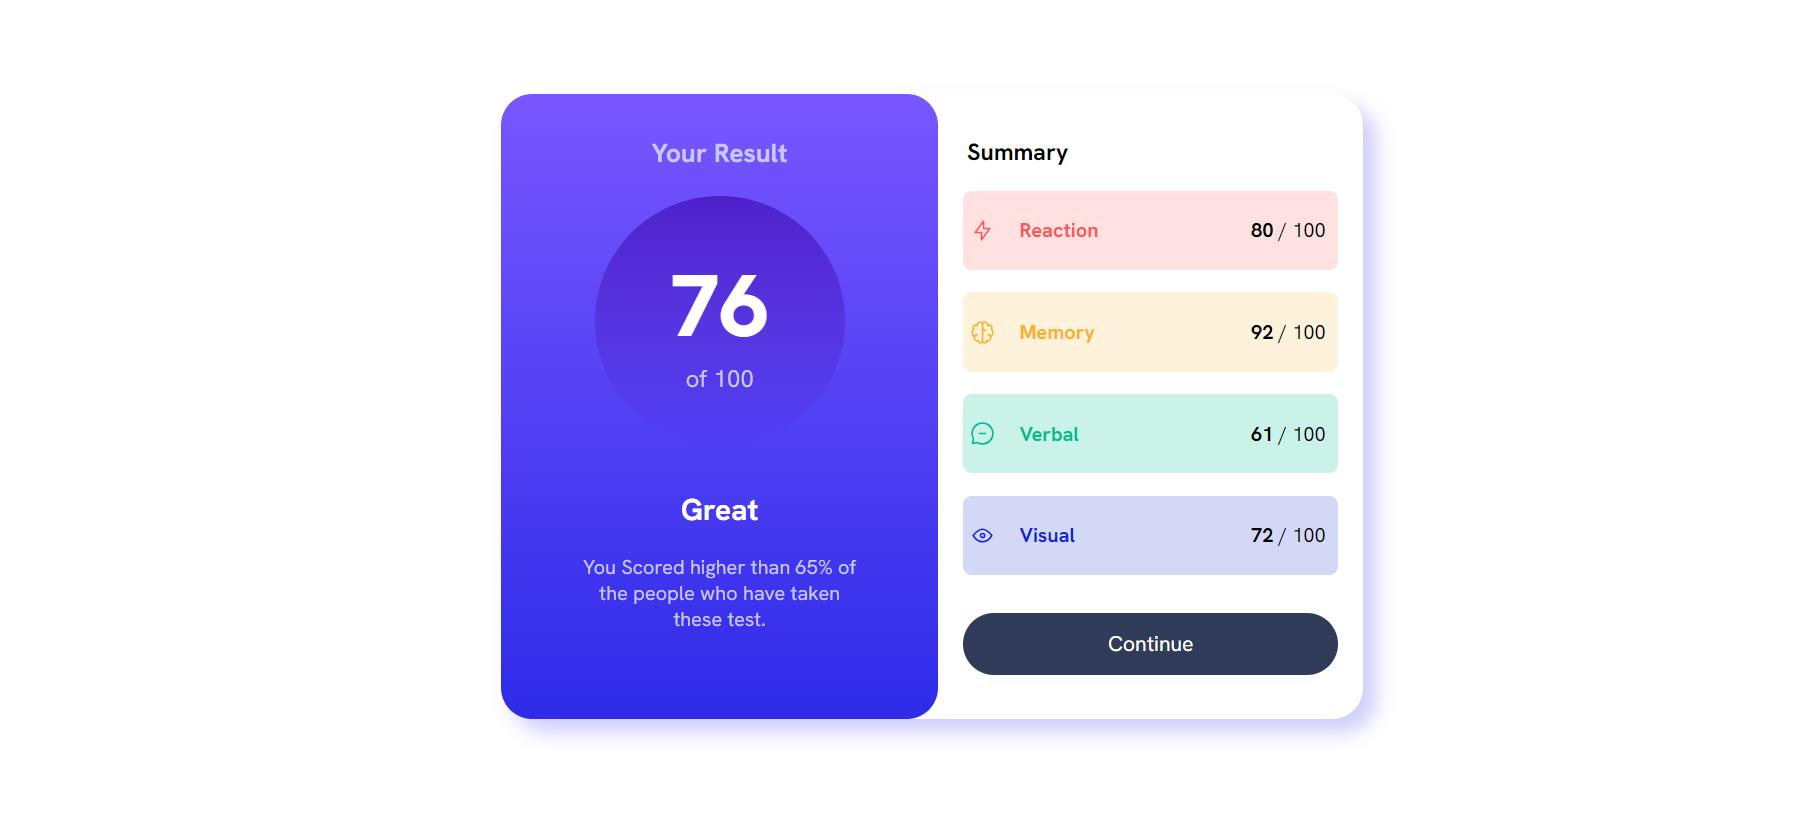 Your Result
76
of 100
Great
You Scored higher than 65% of
the people who have taken
these test.
Summary
Reaction 80 / 100
Memory 92 / 100
Verbal 61 / 100
Visual 72 / 100
Continue